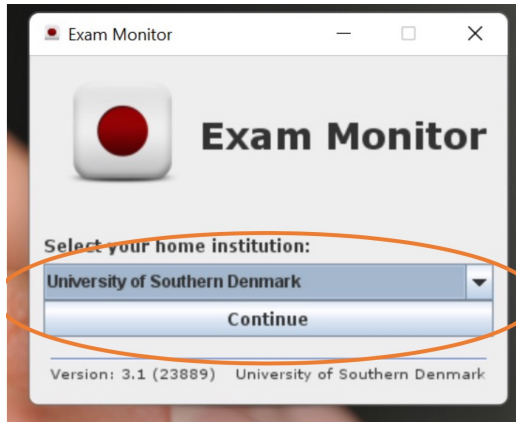 Exam Monitor
Exam Monitor
Select your home institution:
University of Southern Denmark
Continue
Version: 3.1 (23889) University of Southern Denmark